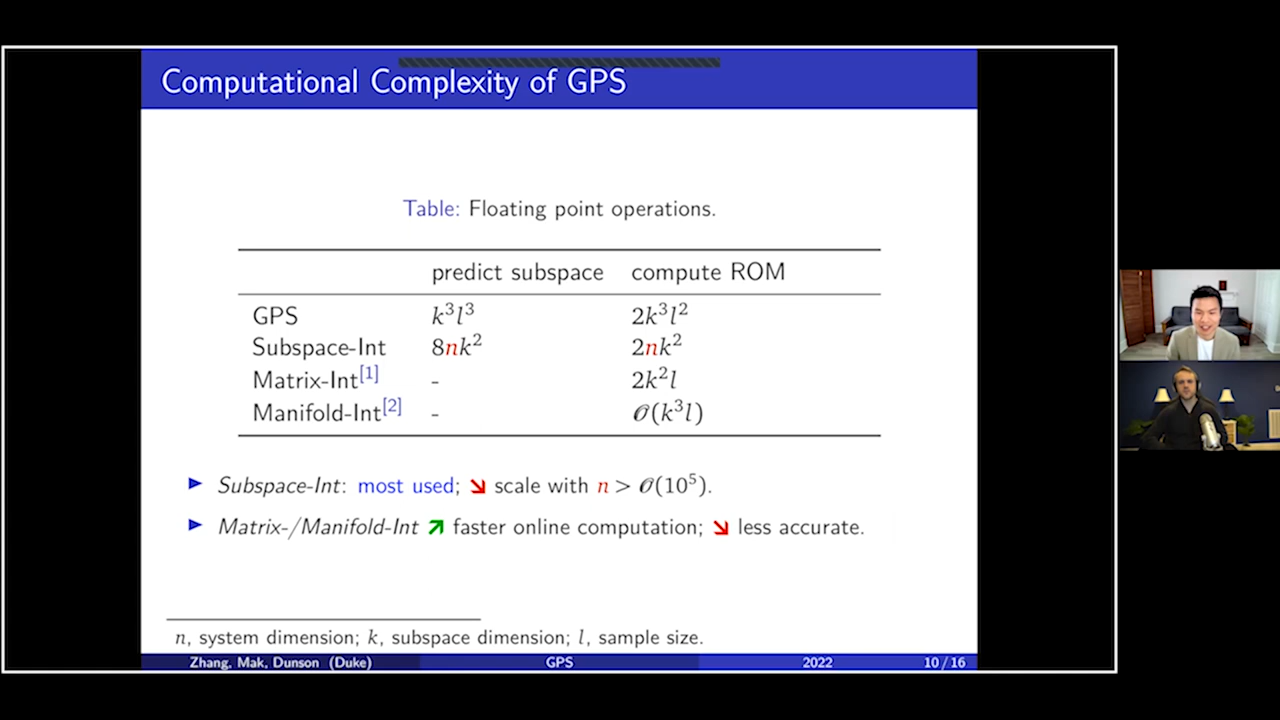 Computational Complexity of GPS
Table: Floating point operations.
predict subspace compute ROM
GPS k³l³ 2k³l²
Subspace-Int 8nk² 2nk²
Matrix-Int[1] - 2k²l
Manifold-Int[2] - 𝒪(k³l)
► Subspace-Int: most used; ↘ scale with n > 𝒪(10⁵).
► Matrix-/Manifold-Int ↗ faster online computation; ↘ less accurate.
n, system dimension; k, subspace dimension; l, sample size.
Zhang, Mak, Dunson (Duke) GPS 2022 10 / 16